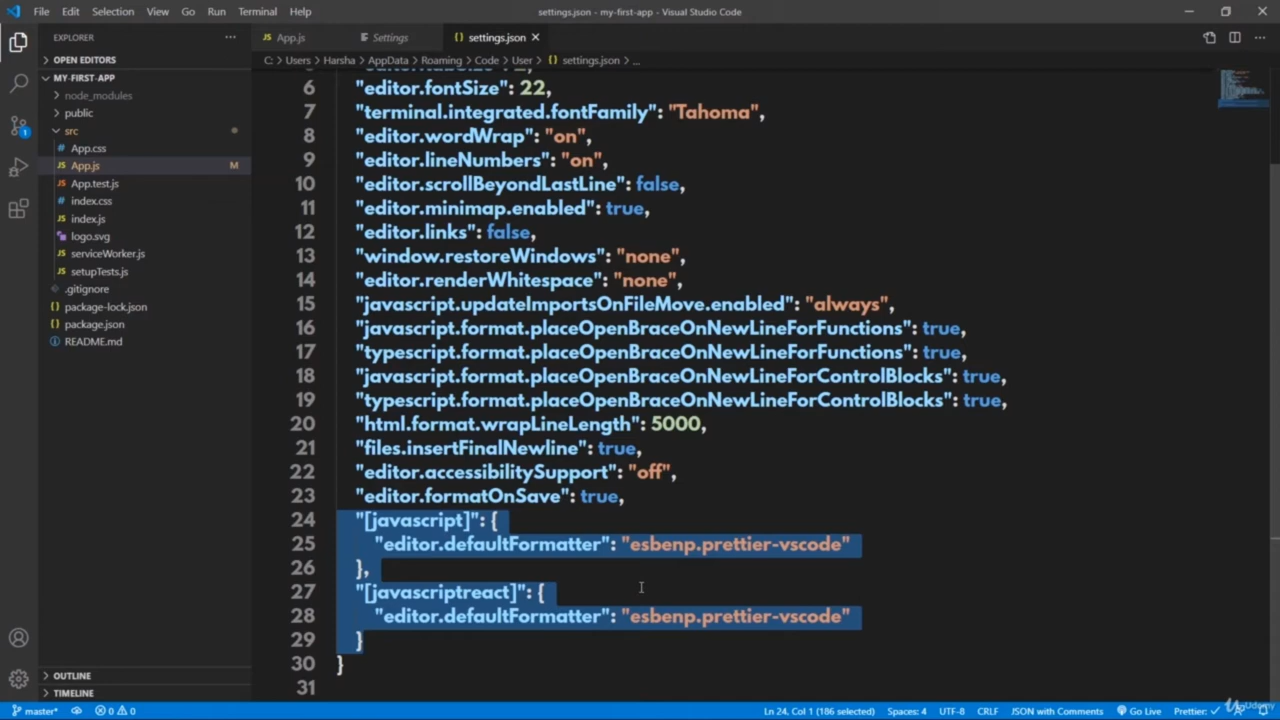 File Edit Selection View Go Run Terminal Help
settings.json - my-first-app - Visual Studio Code
EXPLORER
OPEN EDITORS
MY-FIRST-APP
node_modules
public
src
App.css
App.js M
App.test.js
index.css
index.js
logo.svg
serviceWorker.js
setupTests.js
.gitignore
package-lock.json
package.json
README.md
OUTLINE
TIMELINE
App.js Settings settings.json
C: > Users > Harsha > AppData > Roaming > Code > User > settings.json > ...
6 "editor.fontSize": 22,
7 "terminal.integrated.fontFamily": "Tahoma",
8 "editor.wordWrap": "on",
9 "editor.lineNumbers": "on",
10 "editor.scrollBeyondLastLine": false,
11 "editor.minimap.enabled": true,
12 "editor.links": false,
13 "window.restoreWindows": "none",
14 "editor.renderWhitespace": "none",
15 "javascript.updateImportsOnFileMove.enabled": "always",
16 "javascript.format.placeOpenBraceOnNewLineForFunctions": true,
17 "typescript.format.placeOpenBraceOnNewLineForFunctions": true,
18 "javascript.format.placeOpenBraceOnNewLineForControlBlocks": true,
19 "typescript.format.placeOpenBraceOnNewLineForControlBlocks": true,
20 "html.format.wrapLineLength": 5000,
21 "files.insertFinalNewline": true,
22 "editor.accessibilitySupport": "off",
23 "editor.formatOnSave": true,
24 "[javascript]": {
25 "editor.defaultFormatter": "esbenp.prettier-vscode"
26 },
27 "[javascriptreact]": {
28 "editor.defaultFormatter": "esbenp.prettier-vscode"
29 }
30 }
31
master* 0 0 Ln 24, Col 1 (186 selected) Spaces: 4 UTF-8 CRLF JSON with Comments Go Live Prettier: ✓